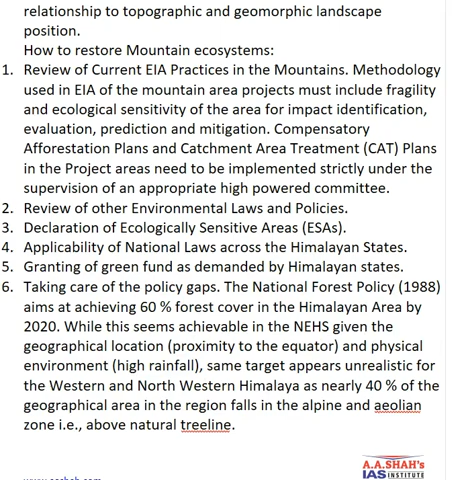 relationship to topographic and geomorphic landscape
position.
How to restore Mountain ecosystems:
1. Review of Current EIA Practices in the Mountains. Methodology
used in EIA of the mountain area projects must include fragility
and ecological sensitivity of the area for impact identification,
evaluation, prediction and mitigation. Compensatory
Afforestation Plans and Catchment Area Treatment (CAT) Plans
in the Project areas need to be implemented strictly under the
supervision of an appropriate high powered committee.
2. Review of other Environmental Laws and Policies.
3. Declaration of Ecologically Sensitive Areas (ESAs).
4. Applicability of National Laws across the Himalayan States.
5. Granting of green fund as demanded by Himalayan states.
6. Taking care of the policy gaps. The National Forest Policy (1988)
aims at achieving 60 % forest cover in the Himalayan Area by
2020. While this seems achievable in the NEHS given the
geographical location (proximity to the equator) and physical
environment (high rainfall), same target appears unrealistic for
the Western and North Western Himalaya as nearly 40 % of the
geographical area in the region falls in the alpine and aeolian
zone i.e., above natural treeline.
A.A.SHAH's
IAS INSTITUTE